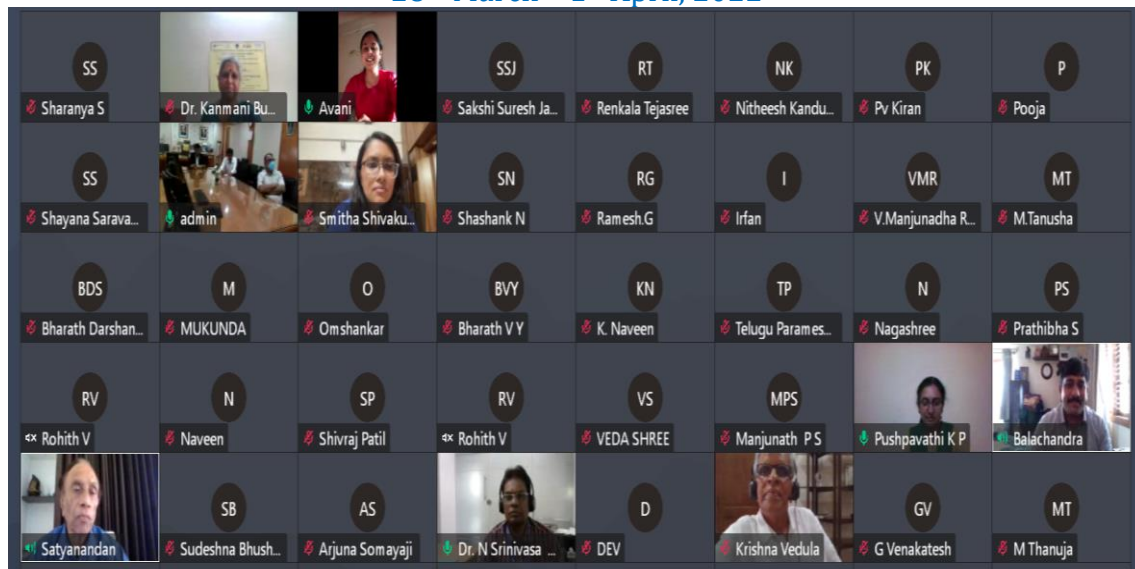 March April, 2022
SS SSJ RT NK PK P
Sharanya S Dr. Kanmani Bu... Avani Sakshi Suresh Ja... Renkala Tejasree Nitheesh Kandu... Pv Kiran Pooja
SS SN RG I VMR MT
Shayana Sarava... admin Smitha Shivaku... Shashank N Ramesh.G Irfan V.Manjunadha R... M.Tanusha
BDS M O BVY KN TP N PS
Bharath Darshan... MUKUNDA Omshankar Bharath V Y K. Naveen Telugu Parames... Nagashree Prathibha S
RV N SP RV VS MPS
Rohith V Naveen Shivraj Patil Rohith V VEDA SHREE Manjunath P S Pushpavathi K P Balachandra
SB AS D GV MT
Satyanandan Sudeshna Bhush... Arjuna Somayaji Dr. N Srinivasa ... DEV Krishna Vedula G Venakatesh M Thanuja